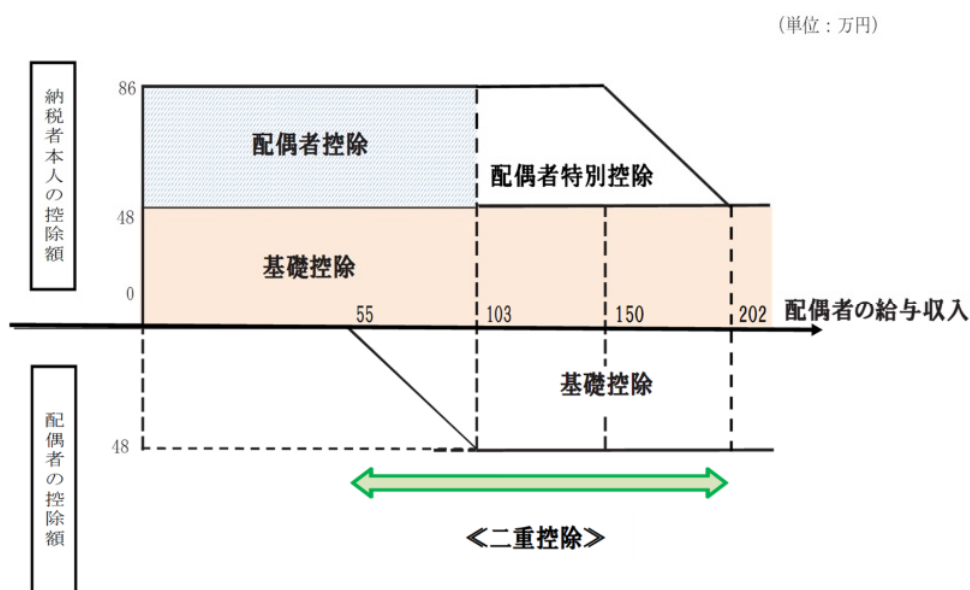 (単位：万円)
納税者本人の控除額
86
配偶者控除
配偶者特別控除
48
基礎控除
0
55
103
150
202
配偶者の給与収入
配偶者の控除額
基礎控除
48
≪二重控除≫